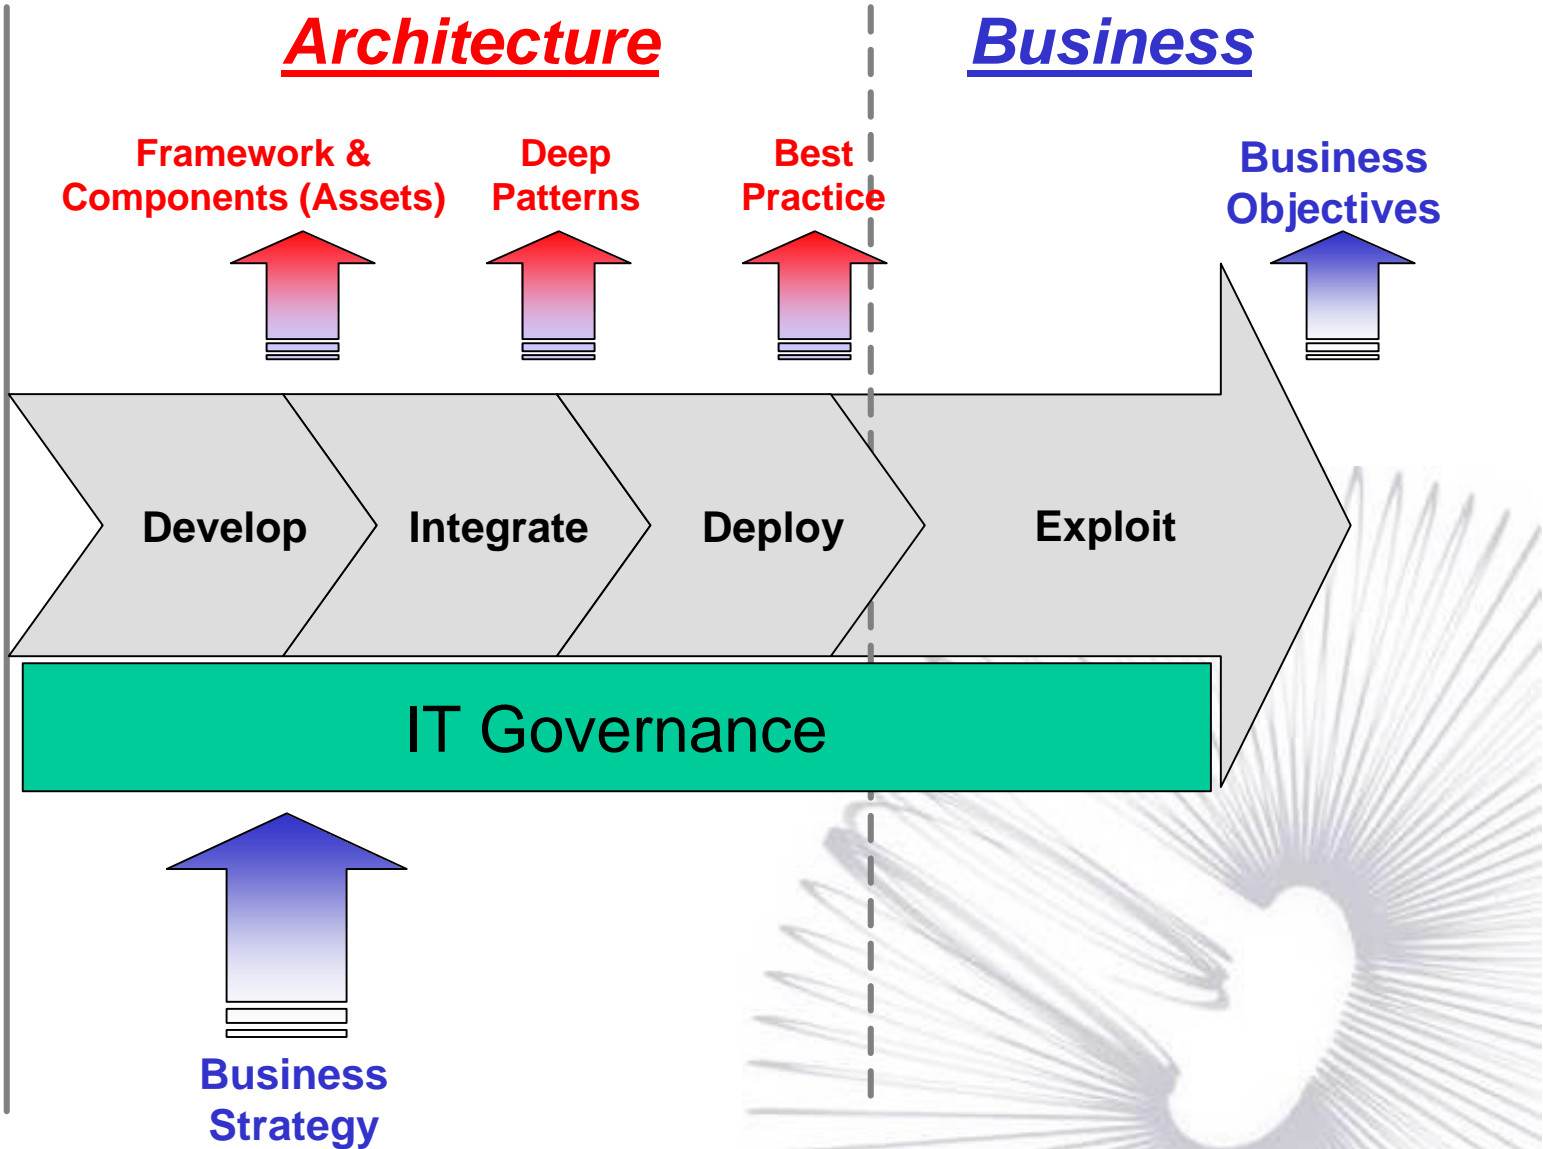 Architecture
Business
Framework &
Components (Assets)
Deep
Patterns
Best
Practice
Business
Objectives
Develop
Integrate
Deploy
Exploit
IT Governance
Business
Strategy